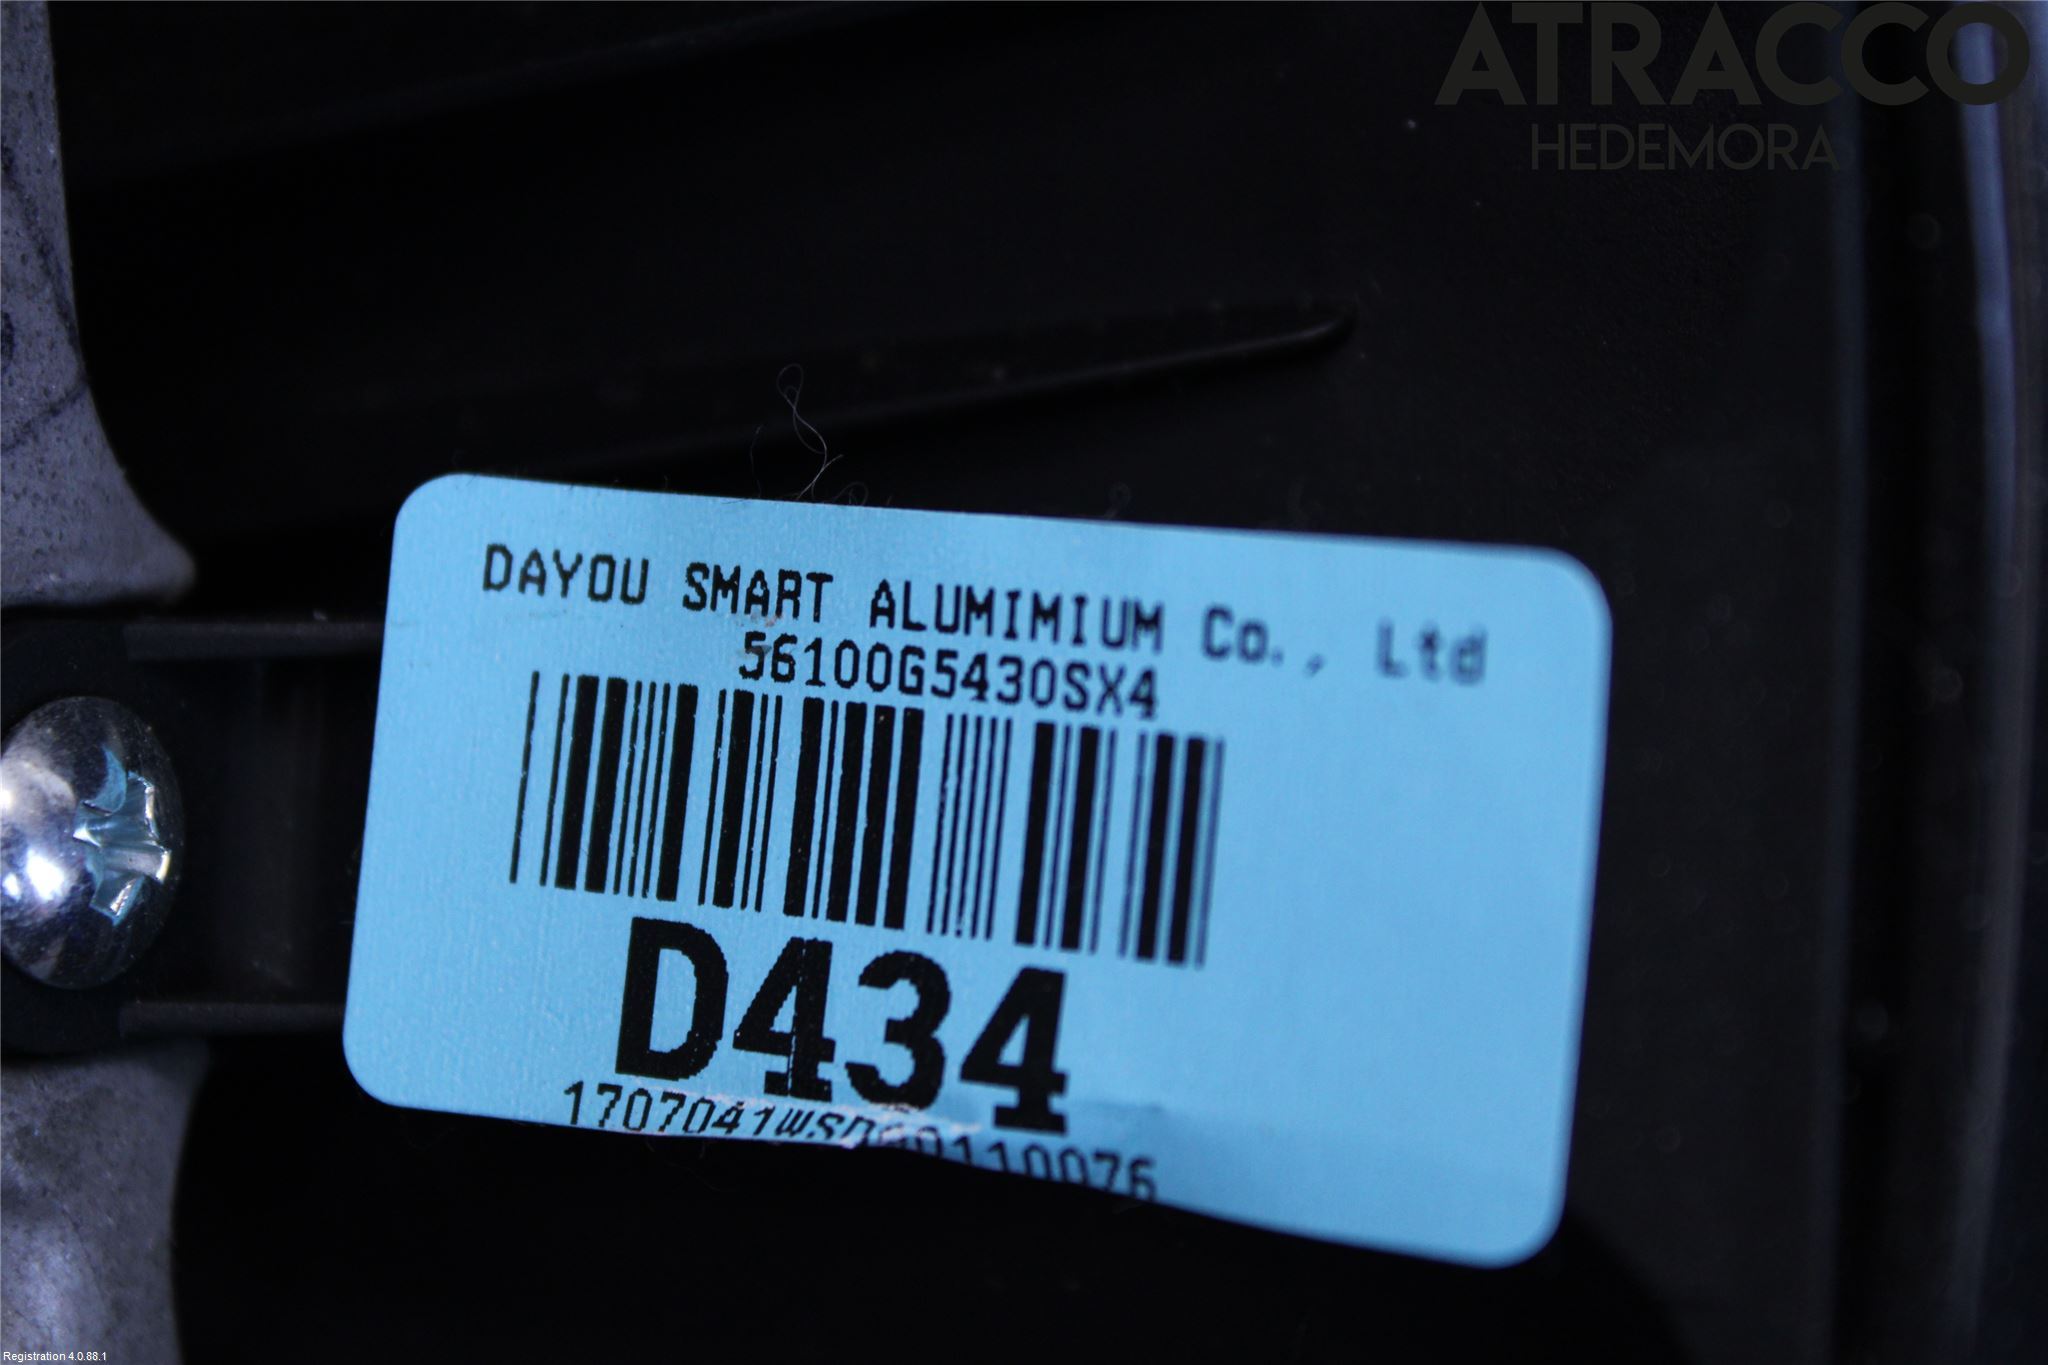 ATRACCO
HEDEMORA
DAYOU SMART ALUMIMIUM Co., Ltd
56100G5430SX4
D434
Registration 4.0.88.1